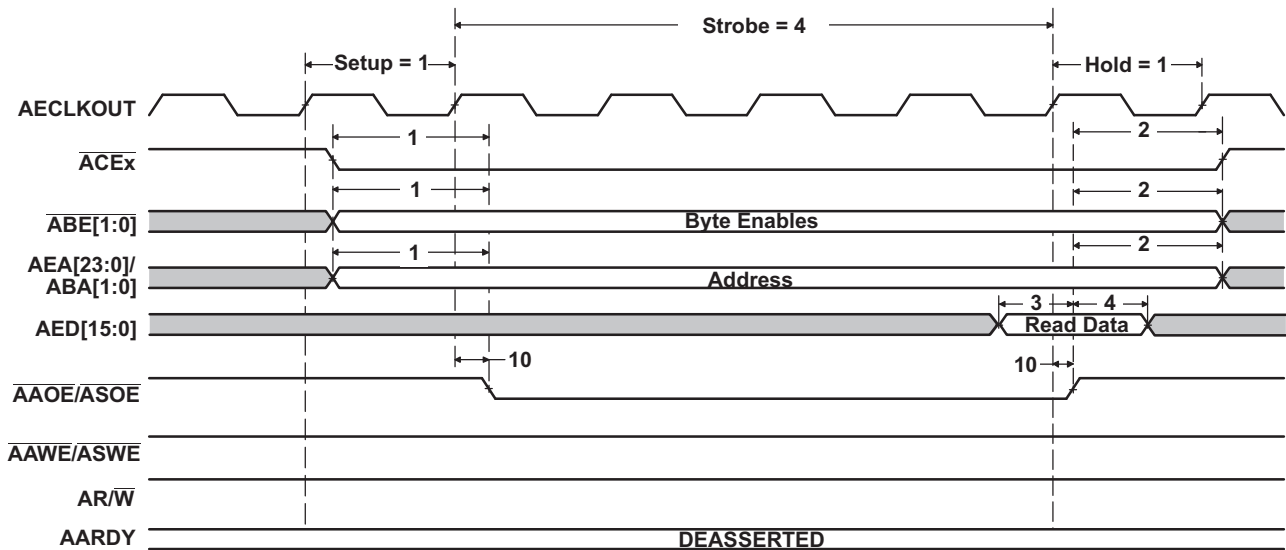 Strobe = 4
Setup = 1
Hold = 1
AECLKOUT
1
2
ACEx
1
2
ABE[1:0]
Byte Enables
1
2
AEA[23:0]/
ABA[1:0]
Address
3
4
AED[15:0]
Read Data
10
10
AAOE/ASOE
AAWE/ASWE
AR/W
AARDY
DEASSERTED